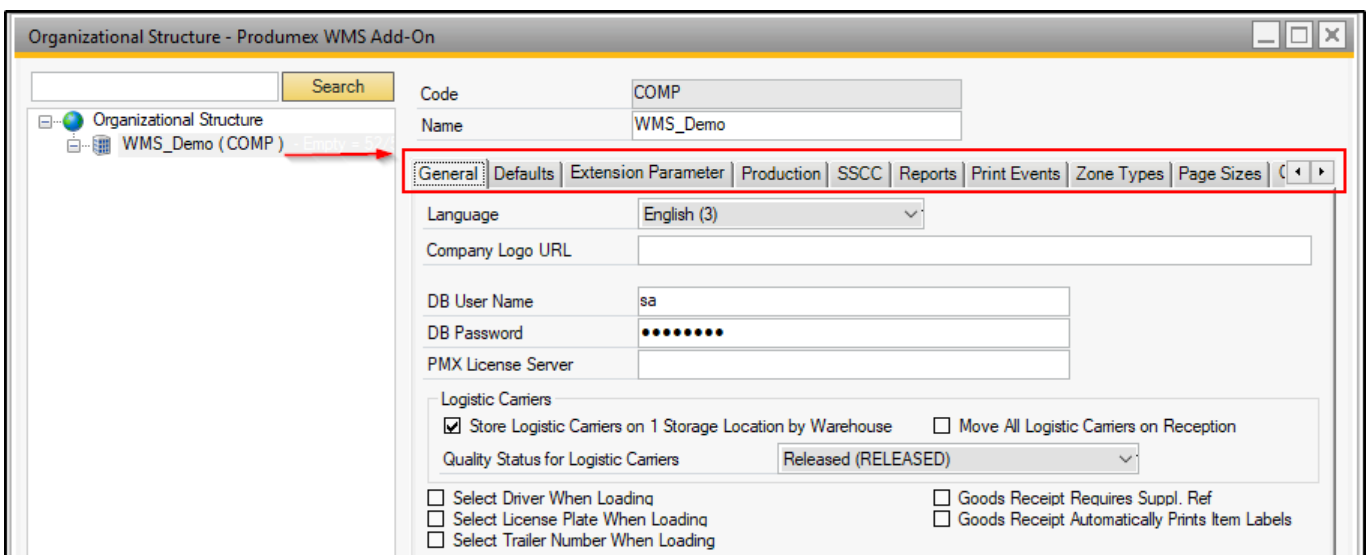 Organizational Structure - Produmex WMS Add-On
Search
Organizational Structure
WMS_Demo ( COMP ) - Empty =
Code COMP
Name WMS_Demo
General Defaults Extension Parameter Production SSCC Reports Print Events Zone Types Page Sizes
Language English (3)
Company Logo URL
DB User Name sa
DB Password ●●●●●●●●
PMX License Server
Logistic Carriers
Store Logistic Carriers on 1 Storage Location by Warehouse Move All Logistic Carriers on Reception
Quality Status for Logistic Carriers Released (RELEASED)
Select Driver When Loading Goods Receipt Requires Suppl. Ref
Select License Plate When Loading Goods Receipt Automatically Prints Item Labels
Select Trailer Number When Loading